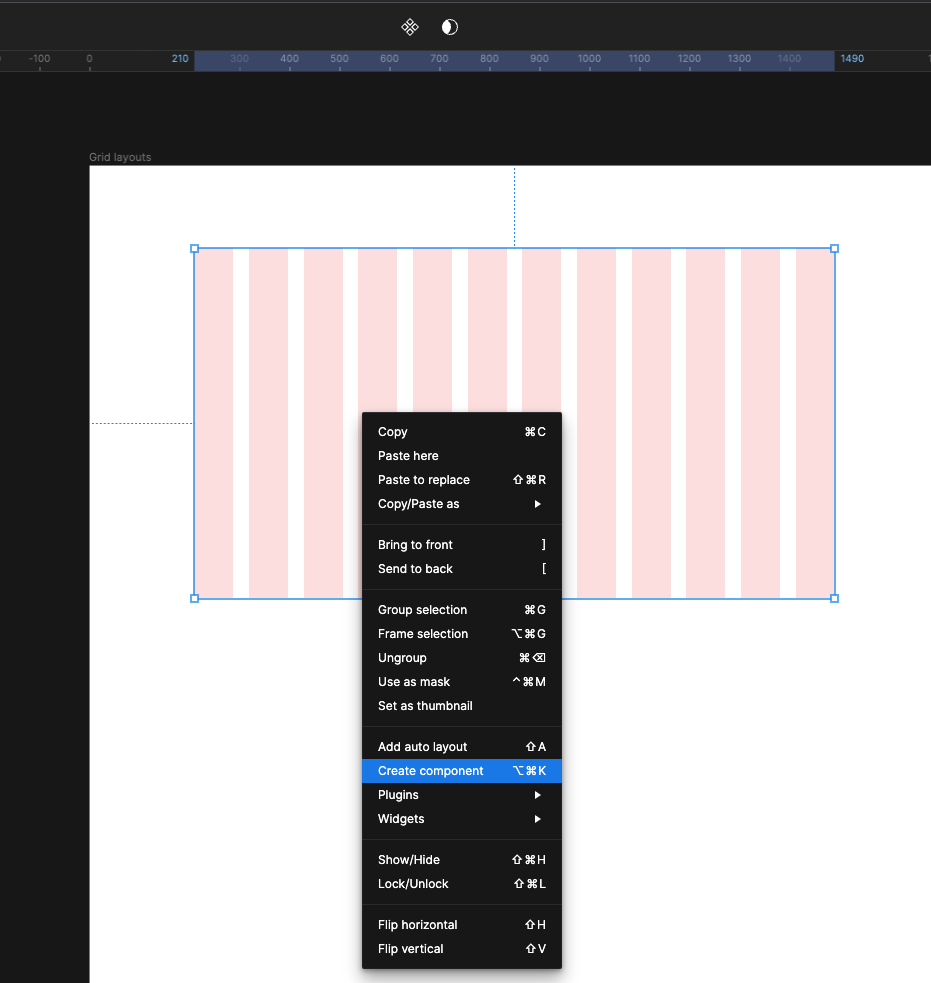 -100 0 210 300 400 500 600 700 800 900 1000 1100 1200 1300 1400 1490
Grid layouts
Copy ⌘C
Paste here
Paste to replace ⇧⌘R
Copy/Paste as ▶
Bring to front ]
Send to back [
Group selection ⌘G
Frame selection ⌥⌘G
Ungroup ⌘⌫
Use as mask ^⌘M
Set as thumbnail
Add auto layout ⇧A
Create component ⌥⌘K
Plugins ▶
Widgets ▶
Show/Hide ⇧⌘H
Lock/Unlock ⇧⌘L
Flip horizontal ⇧H
Flip vertical ⇧V